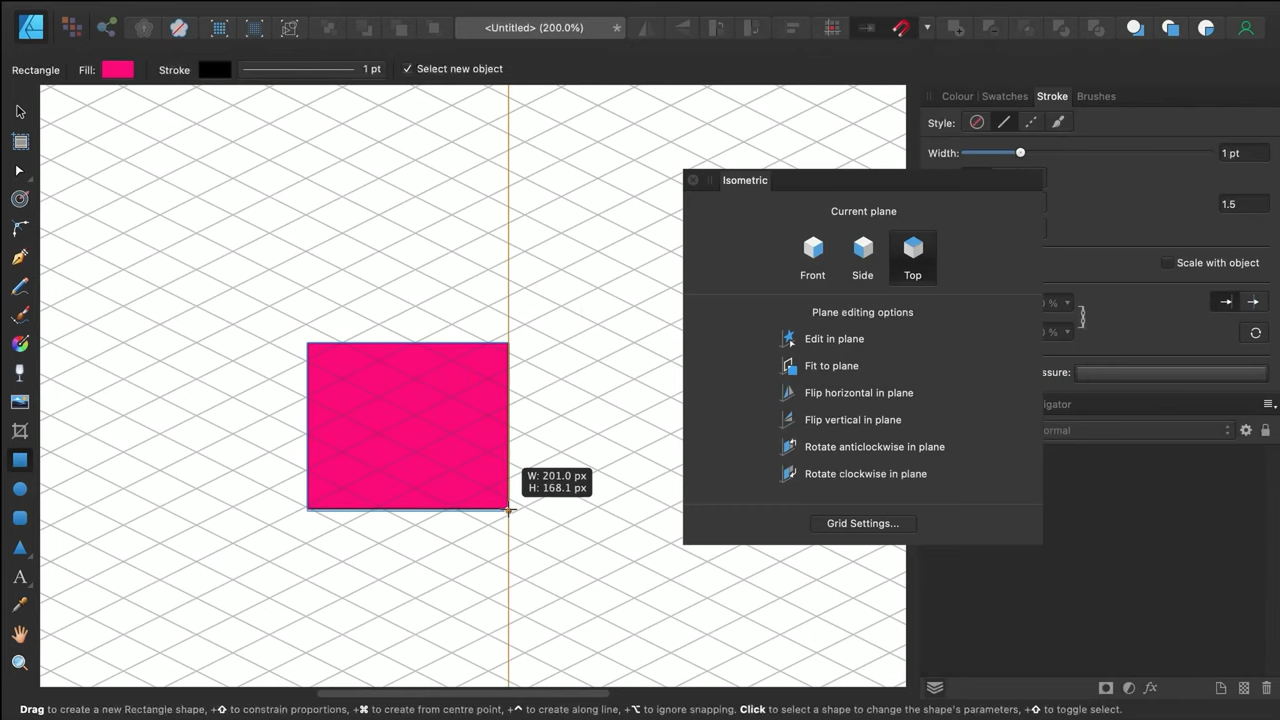 <Untitled> (200.0%)
*
Rectangle
Fill:
Stroke
1 pt
Select new object
Colour
Swatches
Stroke
Brushes
Style:
Width:
1 pt
Isometric
Current plane
1.5
Front
Side
Top
Scale with object
0 %
Plane editing options
0 %
Edit in plane
Fit to plane
essure:
Flip horizontal in plane
igator
Flip vertical in plane
ormal
Rotate anticlockwise in plane
Rotate clockwise in plane
W: 201.0 px
H: 168.1 px
Grid Settings...
A
fx
Drag to create a new Rectangle shape, +⇧ to constrain proportions, +⌘ to create from centre point, +⌃ to create along line, +⌥ to ignore snapping. Click to select a shape to change the shape's parameters, +⇧ to toggle select.